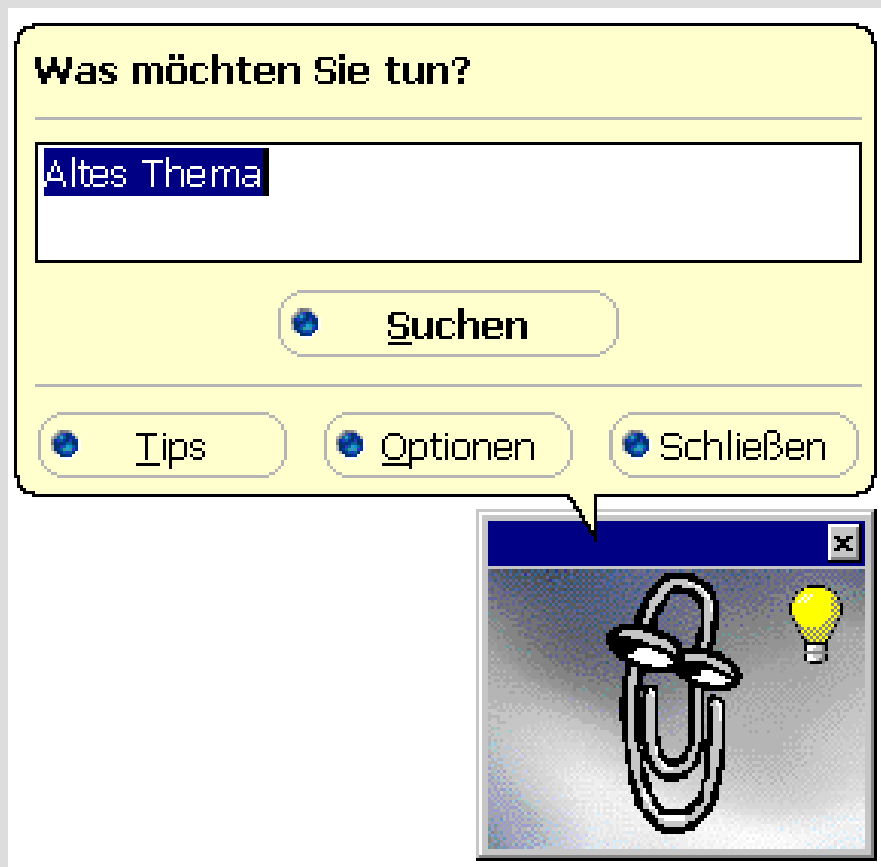 Was möchten Sie tun?
Altes Thema
Suchen
Tips
Optionen
Schließen